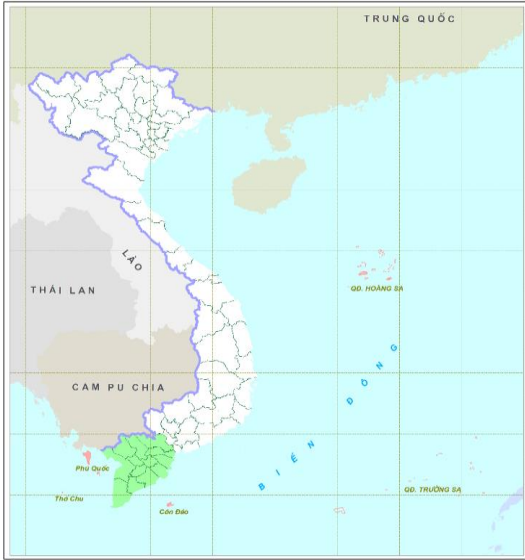 TRUNG QUỐC
LÀO
THÁI LAN
QĐ. HOÀNG SA
BIỂN ĐÔNG
CAM PU CHIA
Phú Quốc
Thổ Chu
Côn Đảo
QĐ. TRƯỜNG SA